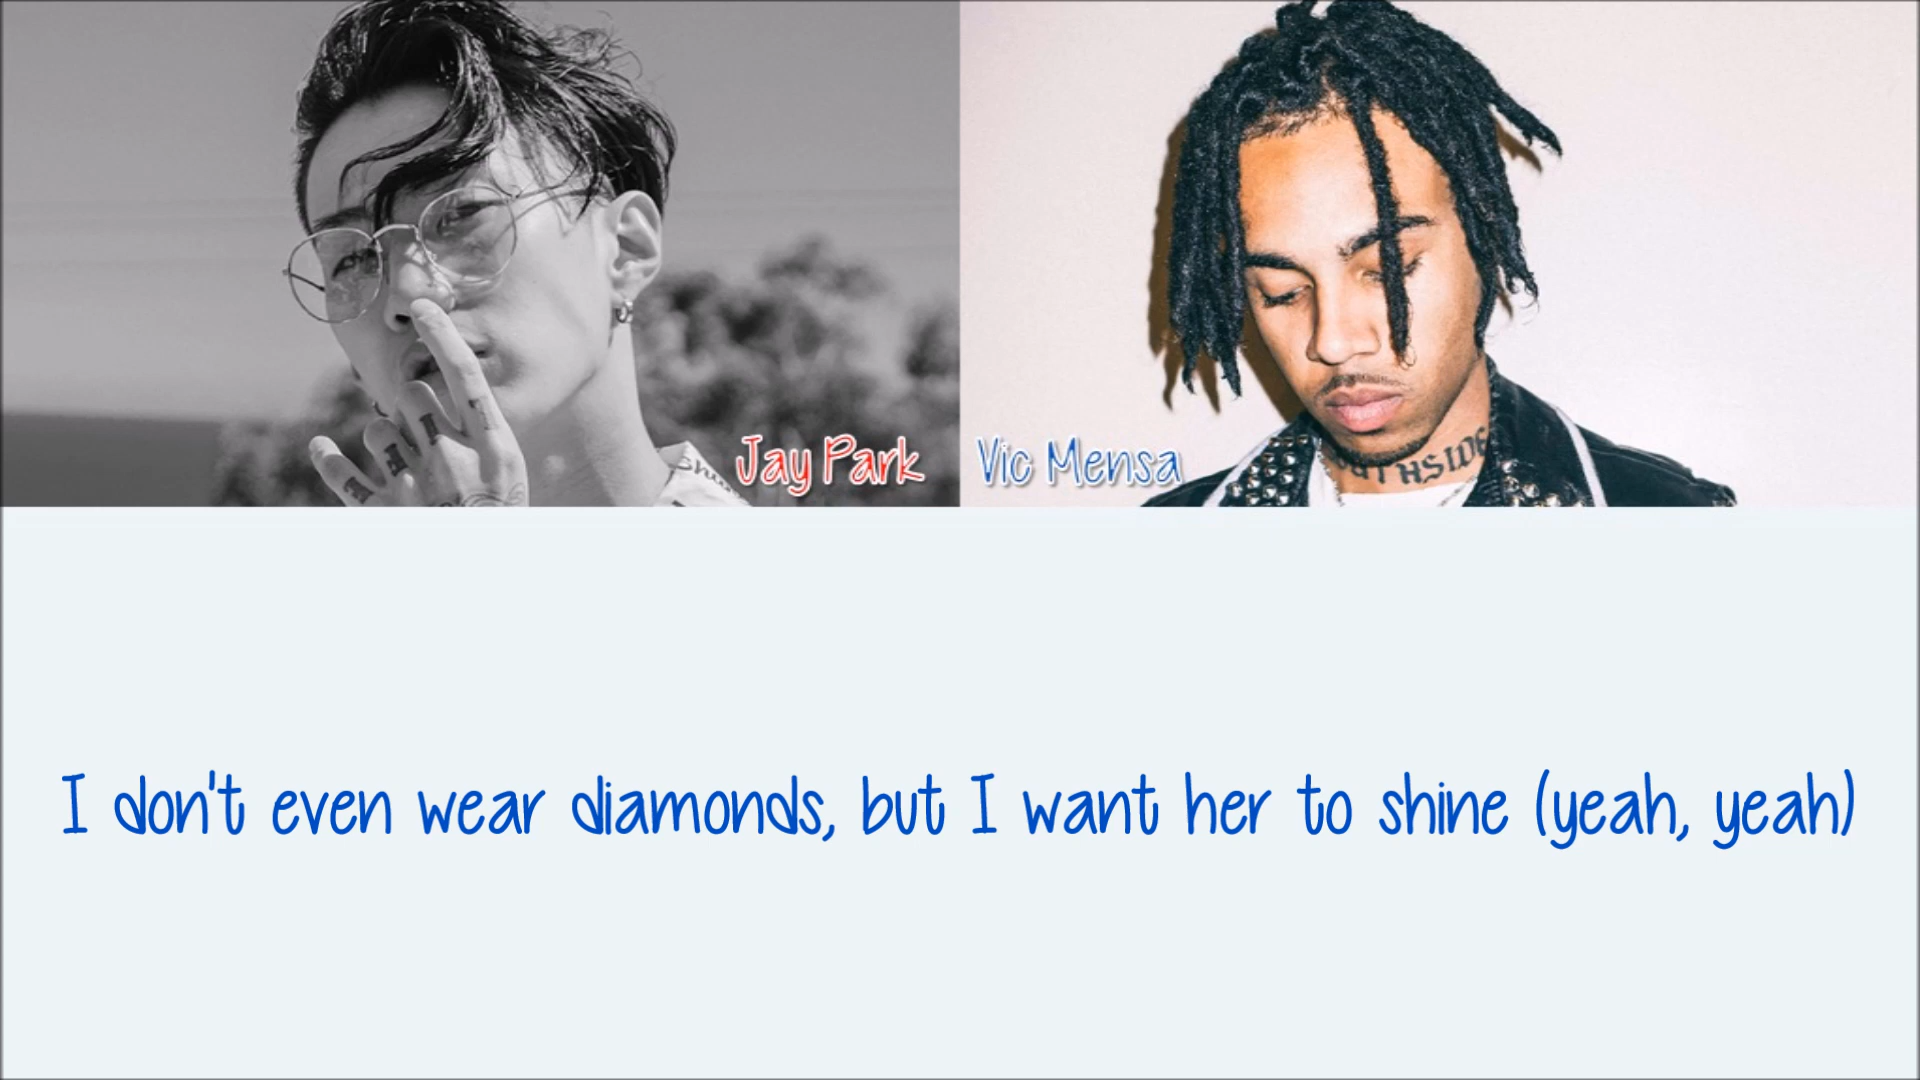 Jay Park
Vic Mensa
I don't even wear diamonds, but I want her to shine (yeah, yeah)